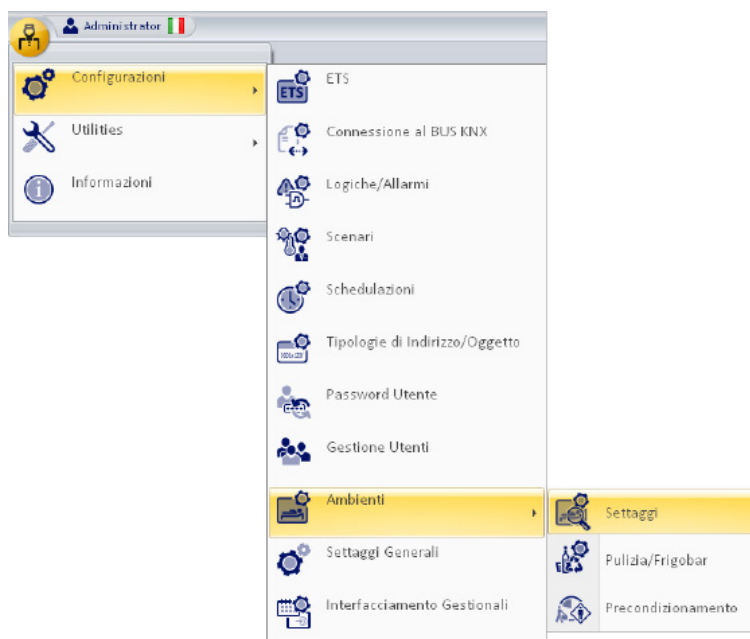 Administrator
Configurazioni
Utilities
Informazioni
ETS
ETS
Connessione al BUS KNX
Logiche/Allarmi
Scenari
Schedulazioni
Tipologie di Indirizzo/Oggetto
Password Utente
Gestione Utenti
Ambienti
Settaggi Generali
Interfacciamento Gestionali
Settaggi
Pulizia/Frigobar
Precondizionamento